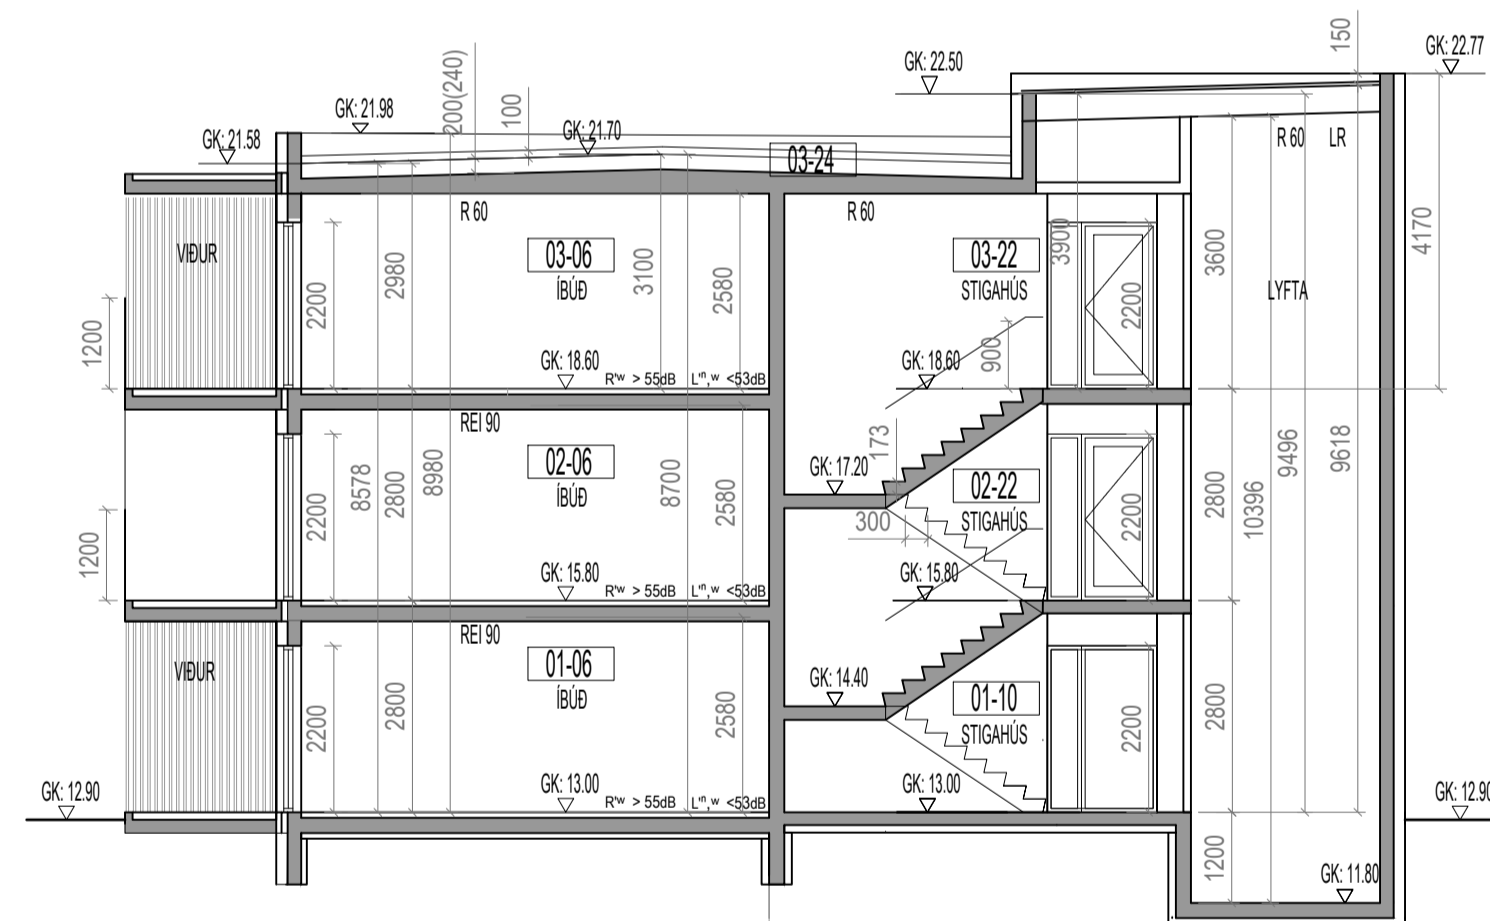 150
GK: 22.77
GK: 22.50
200(240)
100
GK: 21.98
GK: 21.70
GK: 21.58
03-24
R 60 LR
R 60
R 60
VIÐUR
03-06
ÍBÚÐ
03-22
STIGAHÚS
LYFTA
1200
2200
2980
3100
2580
3900
2200
3600
4170
900
GK: 18.60
R'w > 55dB L'n,w <53dB
GK: 18.60
REI 90
173
GK: 17.20
02-06
ÍBÚÐ
02-22
STIGAHÚS
300
1200
2200
8578
2800
8980
8700
2580
2200
2800
10396
9496
9618
GK: 15.80
R'w > 55dB L'n,w <53dB
GK: 15.80
REI 90
VIÐUR
01-06
ÍBÚÐ
GK: 14.40
01-10
STIGAHÚS
2200
2800
2580
2200
2800
GK: 12.90
GK: 13.00
R'w > 55dB L'n,w <53dB
GK: 13.00
GK: 12.90
1200
GK: 11.80